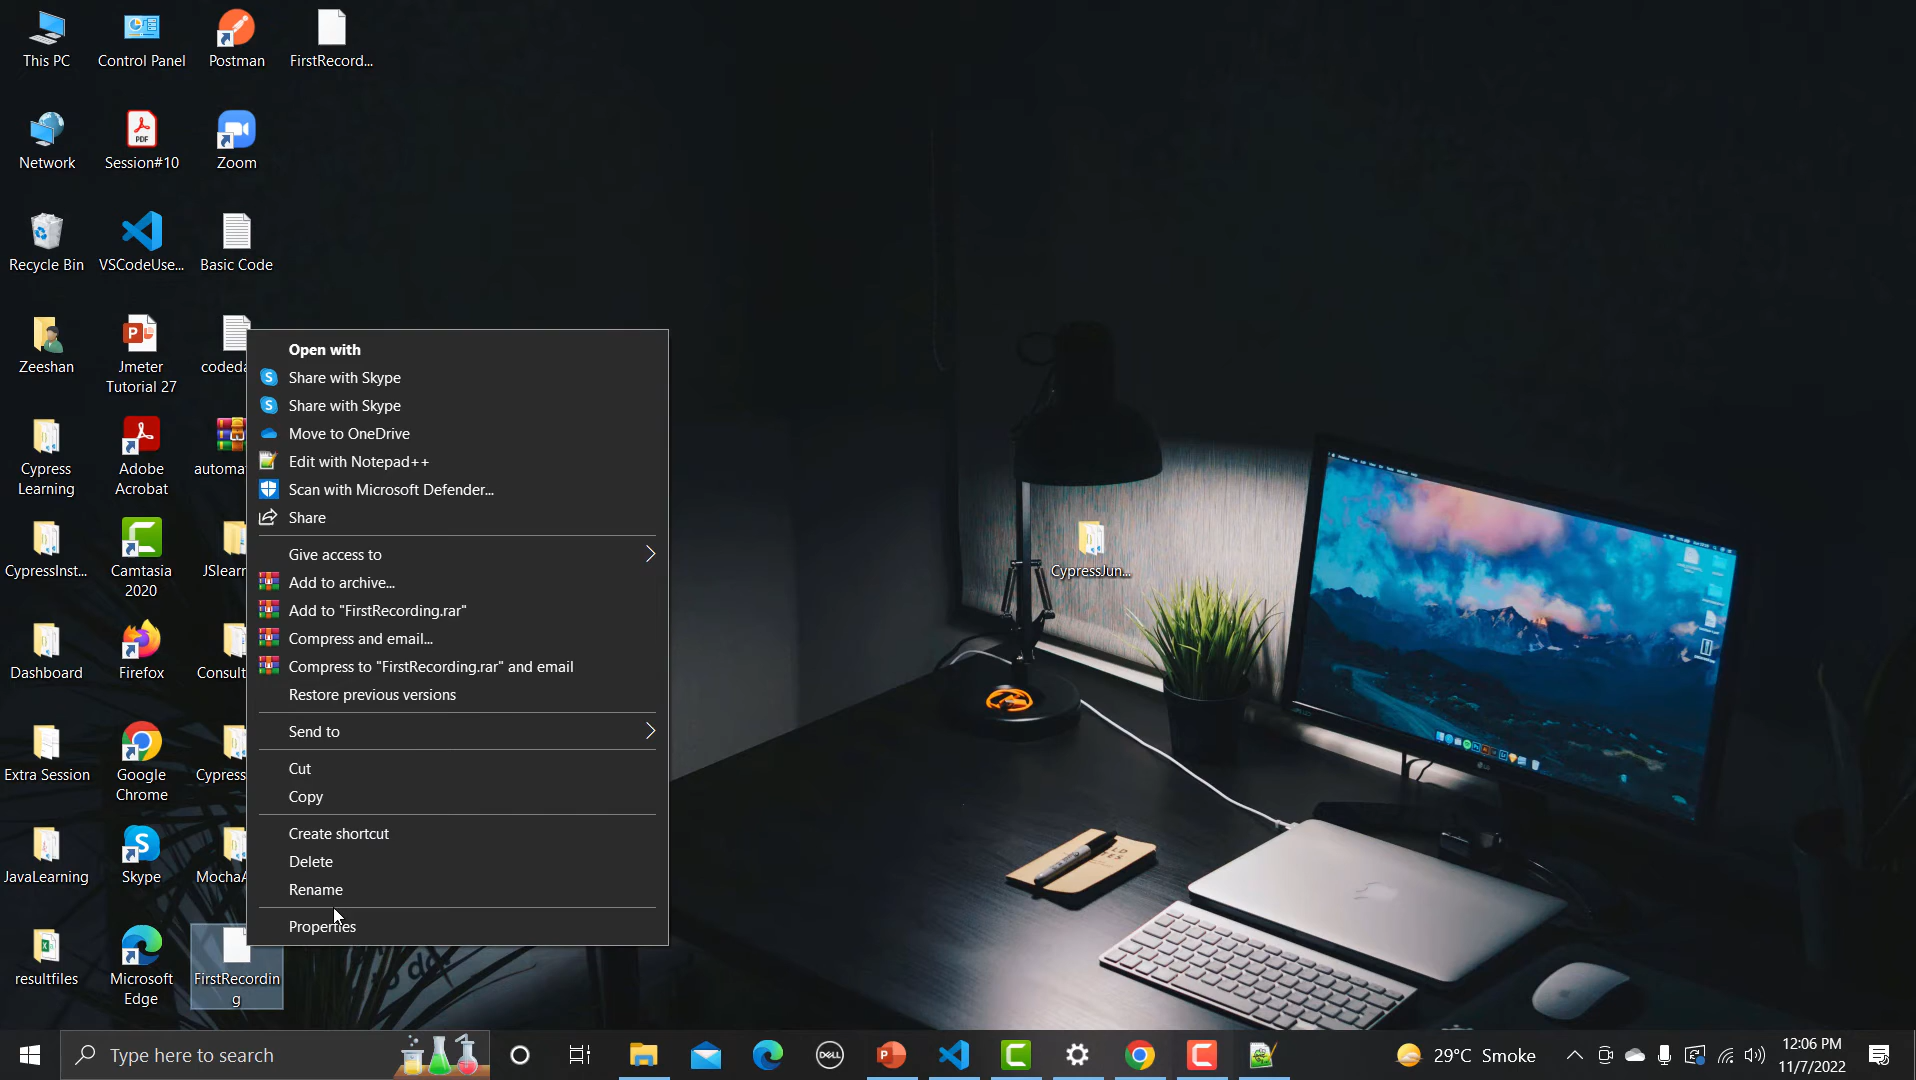 This PC
Control Panel
Postman
FirstRecord...
Network
Session#10
Zoom
Recycle Bin
VSCodeUse...
Basic Code
Zeeshan
Jmeter
Tutorial 27
coded
Cypress
Learning
Adobe
Acrobat
automa
CypressInst...
Camtasia
2020
JSlearn
Dashboard
Firefox
Consult
Extra Session
Google
Chrome
Cypress
JavaLearning
Skype
MochaA
resultfiles
Microsoft
Edge
FirstRecordin
g
Open with
Share with Skype
Share with Skype
Move to OneDrive
Edit with Notepad++
Scan with Microsoft Defender...
Share
Give access to
Add to archive...
Add to "FirstRecording.rar"
Compress and email...
Compress to "FirstRecording.rar" and email
Restore previous versions
Send to
Cut
Copy
Create shortcut
Delete
Rename
Properties
CypressJun...
Type here to search
DELL
29°C Smoke
12:06 PM
11/7/2022